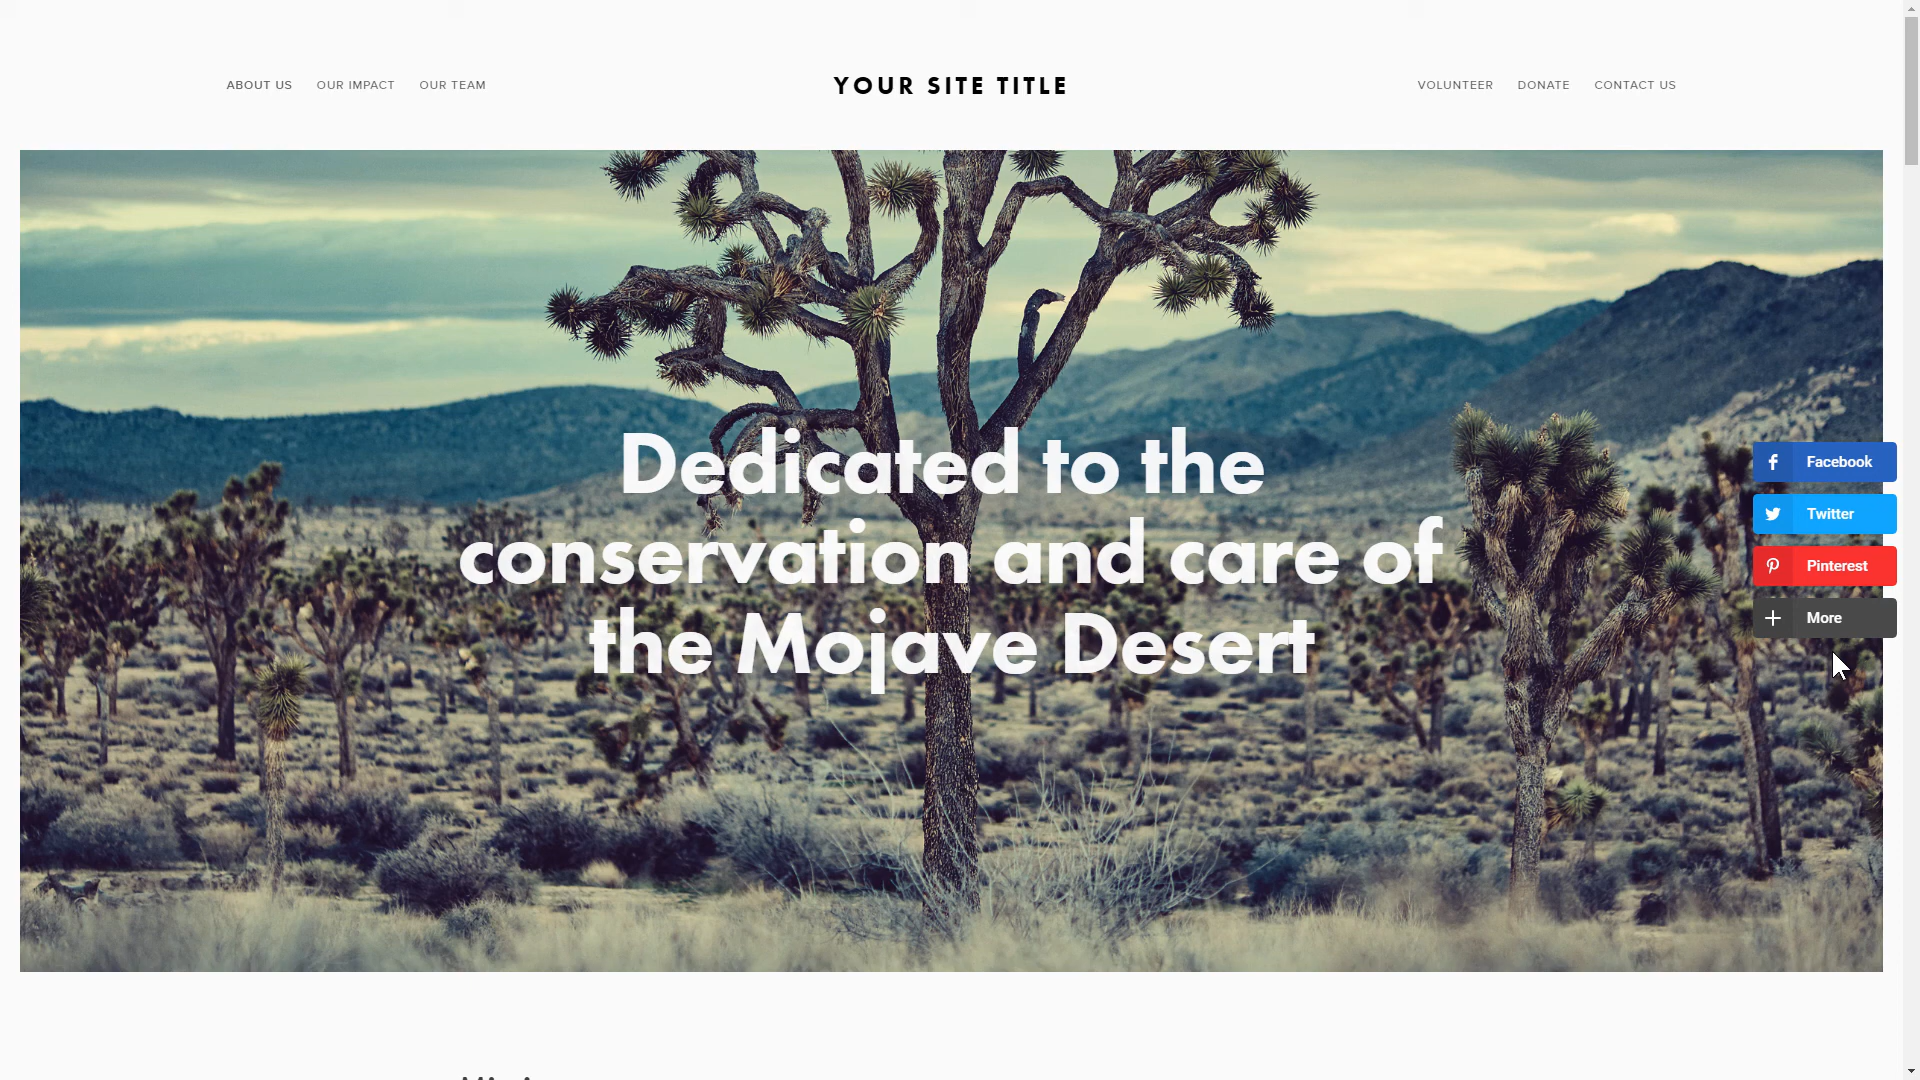 ABOUT US OUR IMPACT OUR TEAM YOUR SITE TITLE VOLUNTEER DONATE CONTACT US
Dedicated to the
conservation and care of
the Mojave Desert
Facebook
Twitter
Pinterest
More